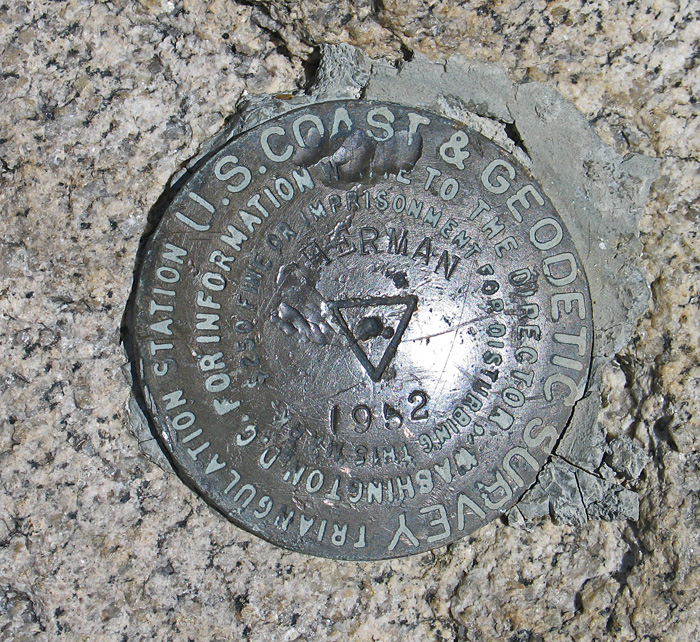 U.S. COAST & GEODETIC SURVEY
TRIANGULATION STATION
FOR INFORMATION WRITE TO THE DIRECTOR, WASHINGTON, D.C.
$250 FINE OR IMPRISONMENT FOR DISTURBING THIS MARK.
HERMAN
1952